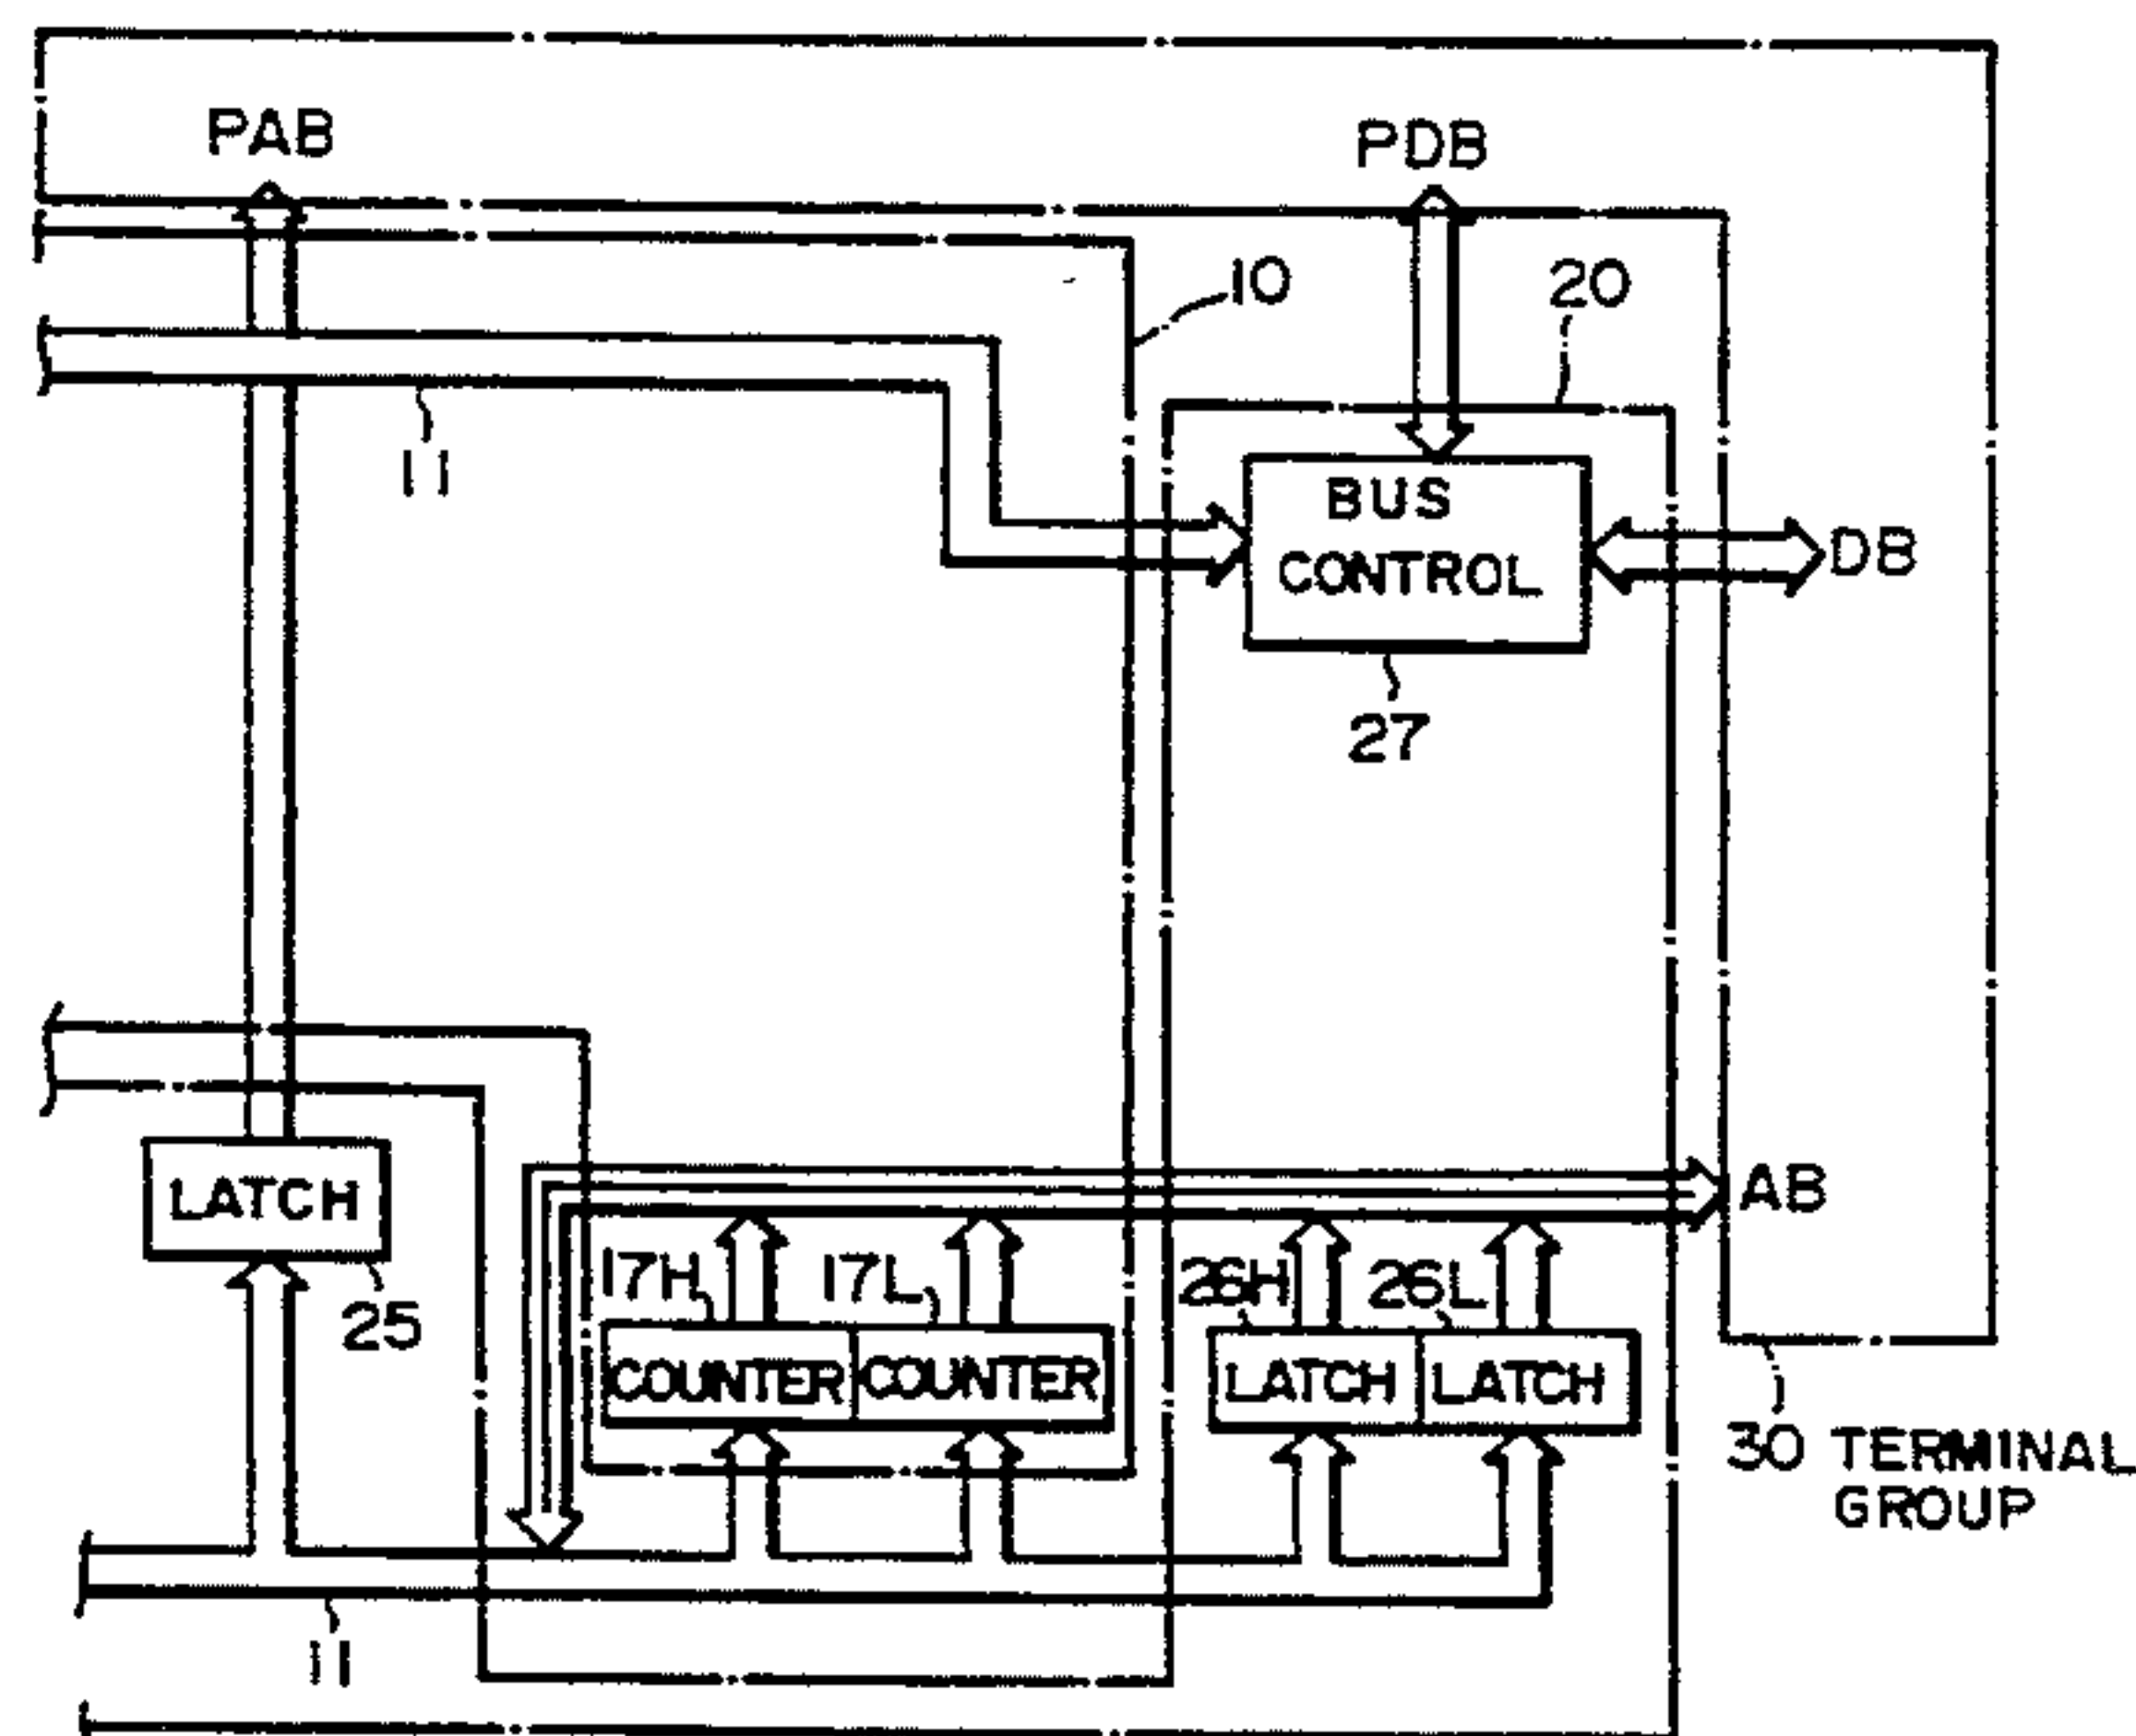 PAB
PDB
10
20
11
BUS
CONTROL
DB
27
LATCH
AB
17H
17L
26H
26L
25
COUNTER
COUNTER
LATCH
LATCH
30 TERMINAL
GROUP
11